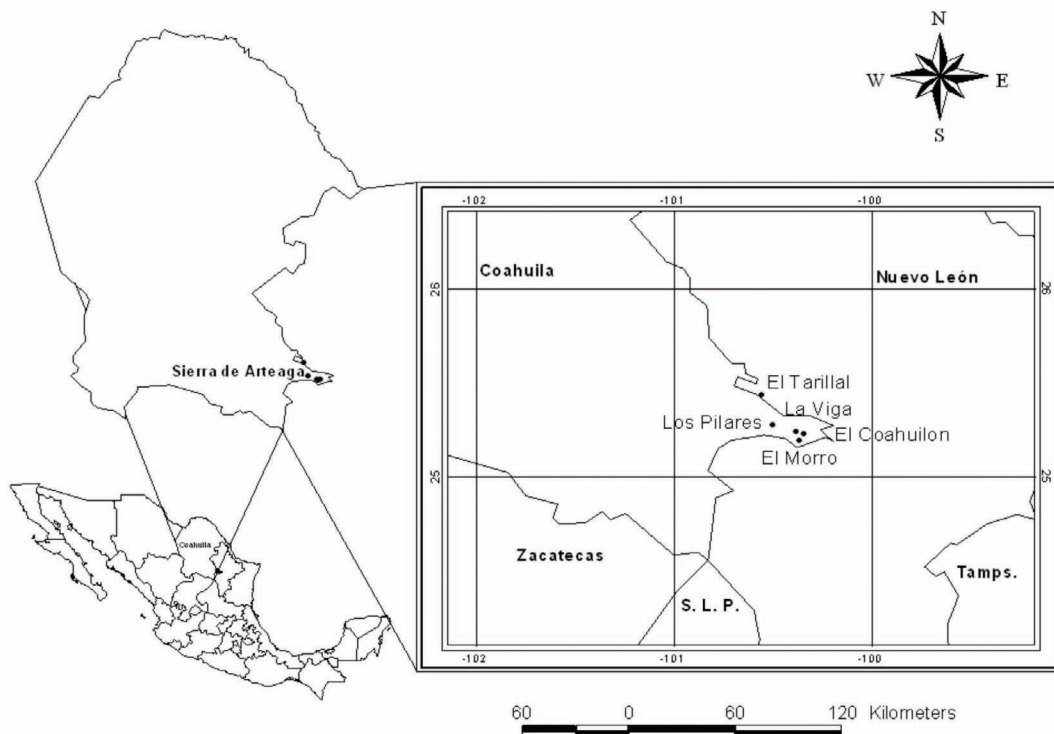 N
W E
S
-102 -101 -100
Coahuila
Nuevo León
26 26
Sierra de Arteaga
El Tarillal
La Viga
Los Pilares
El Coahuilon
El Morro
25 25
Coahuila
Zacatecas
Tamps.
S. L. P.
-102 -101 -100
60 0 60 120 Kilometers